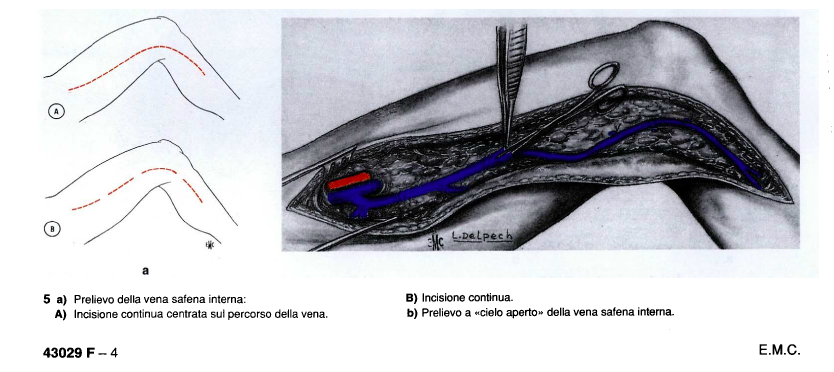 A
B
EMC L.Delpech
a
5 a) Prelievo della vena safena interna:
A) Incisione continua centrata sul percorso della vena.
B) Incisione continua.
b) Prelievo a «cielo aperto» della vena safena interna.
43029 F – 4
E.M.C.